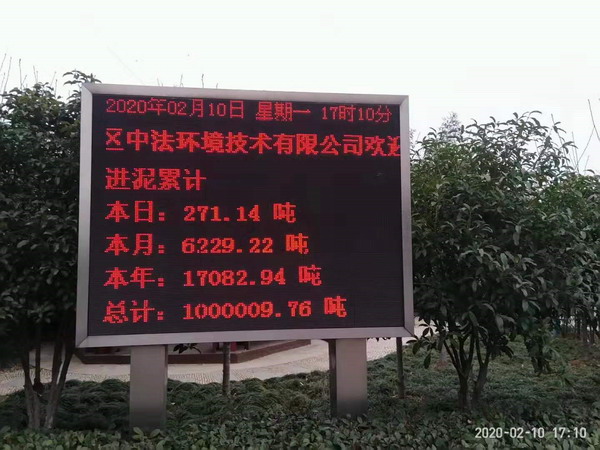 2020年02月10日 星期一 17时10分
区中法环境技术有限公司欢迎
进泥累计
本日：271.14 吨
本月：6229.22 吨
本年：17082.94 吨
总计：1000009.76 吨
2020-02-10 17:10